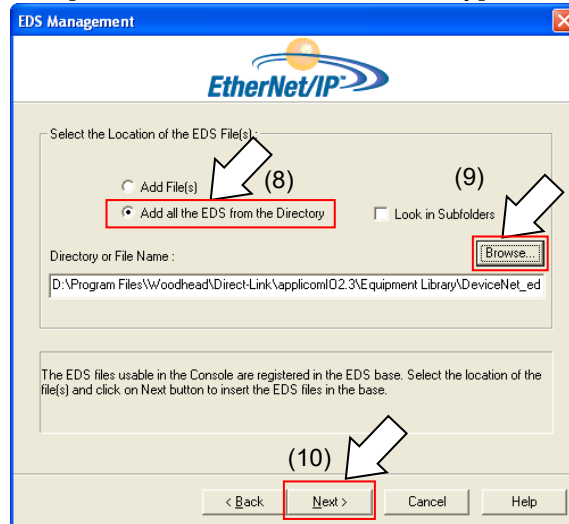 EDS Management
EtherNet/IP
Select the Location of the EDS File(s) :
Add File(s)
(8)
(9)
Add all the EDS from the Directory
Look in Subfolders
Directory or File Name :
Browse...
D:\Program Files\Woodhead\Direct-Link\applicomIO2.3\Equipment Library\DeviceNet_ed
The EDS files usable in the Console are registered in the EDS base. Select the location of the
file(s) and click on Next button to insert the EDS files in the base.
(10)
< Back
Next >
Cancel
Help